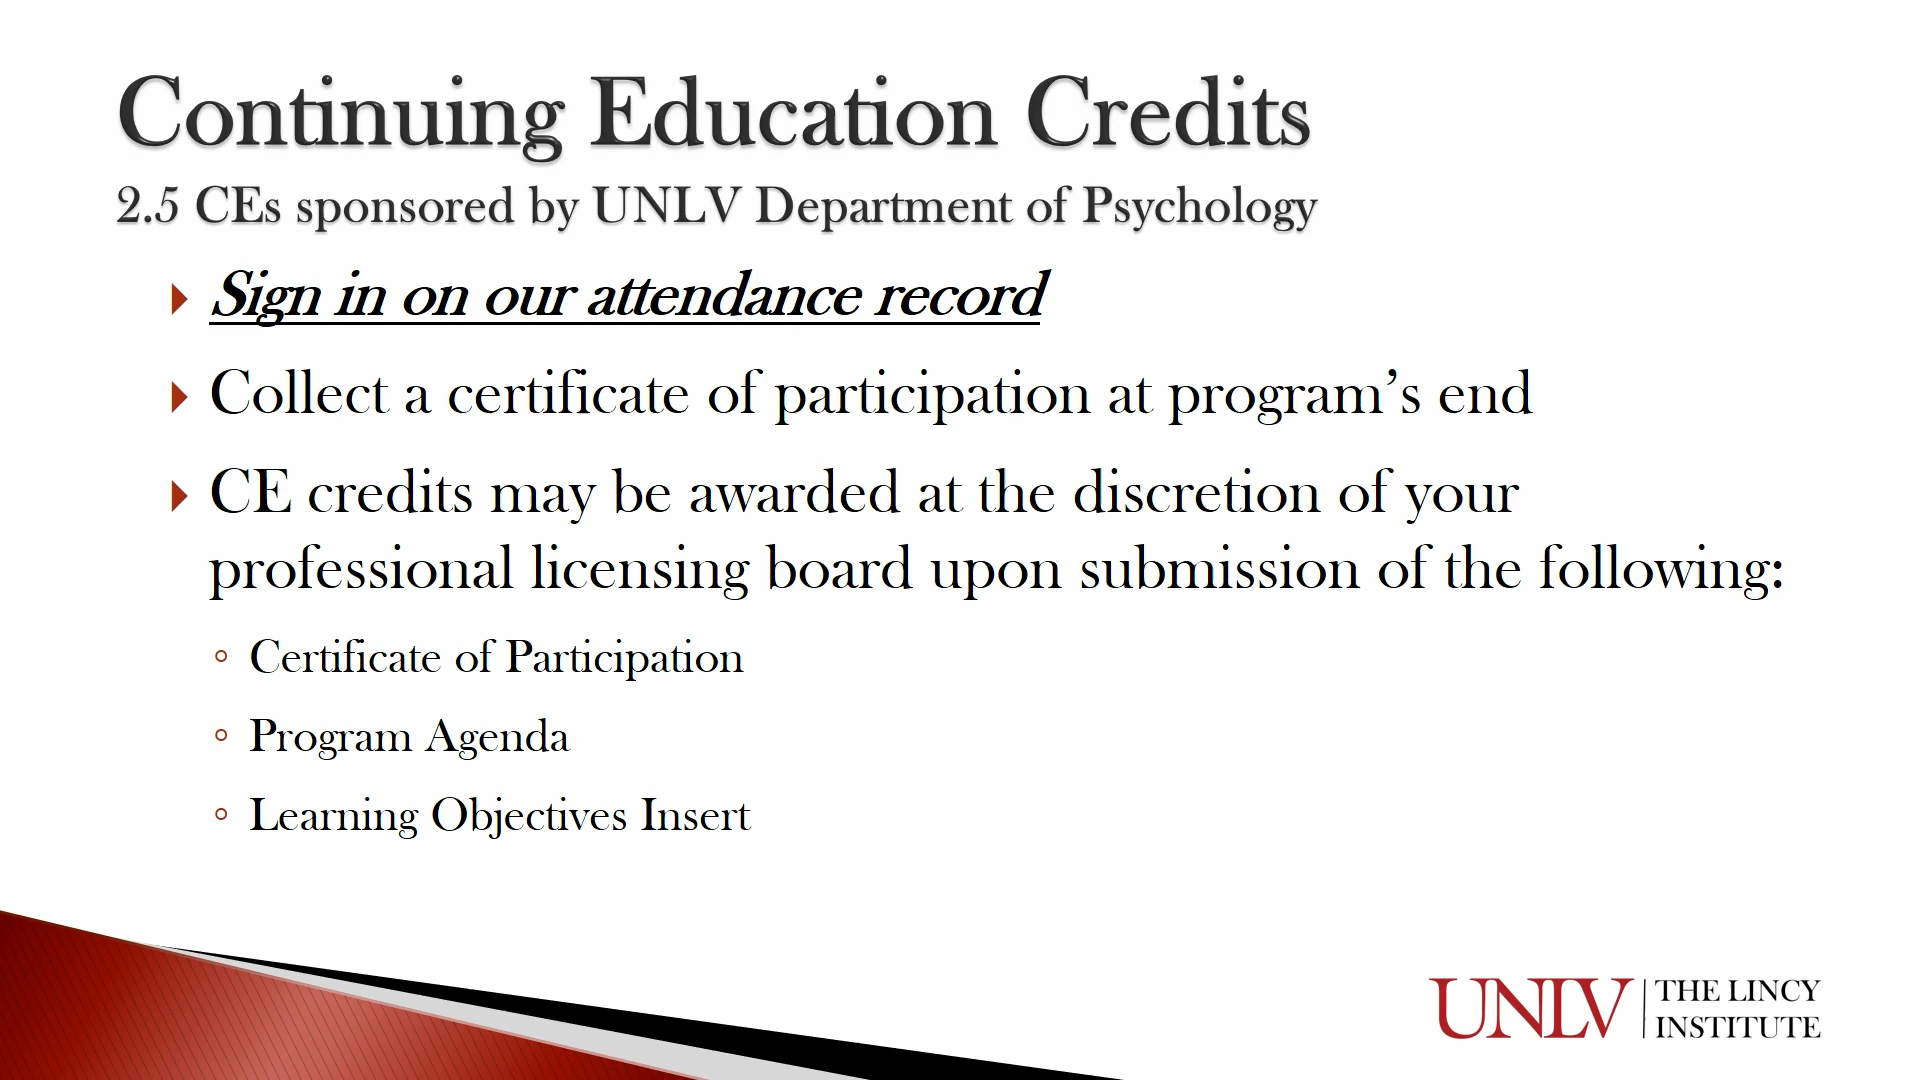 Continuing Education Credits
2.5 CEs sponsored by UNLV Department of Psychology
Sign in on our attendance record
Collect a certificate of participation at program’s end
CE credits may be awarded at the discretion of your
professional licensing board upon submission of the following:
Certificate of Participation
Program Agenda
Learning Objectives Insert
UNLV THE LINCY
INSTITUTE